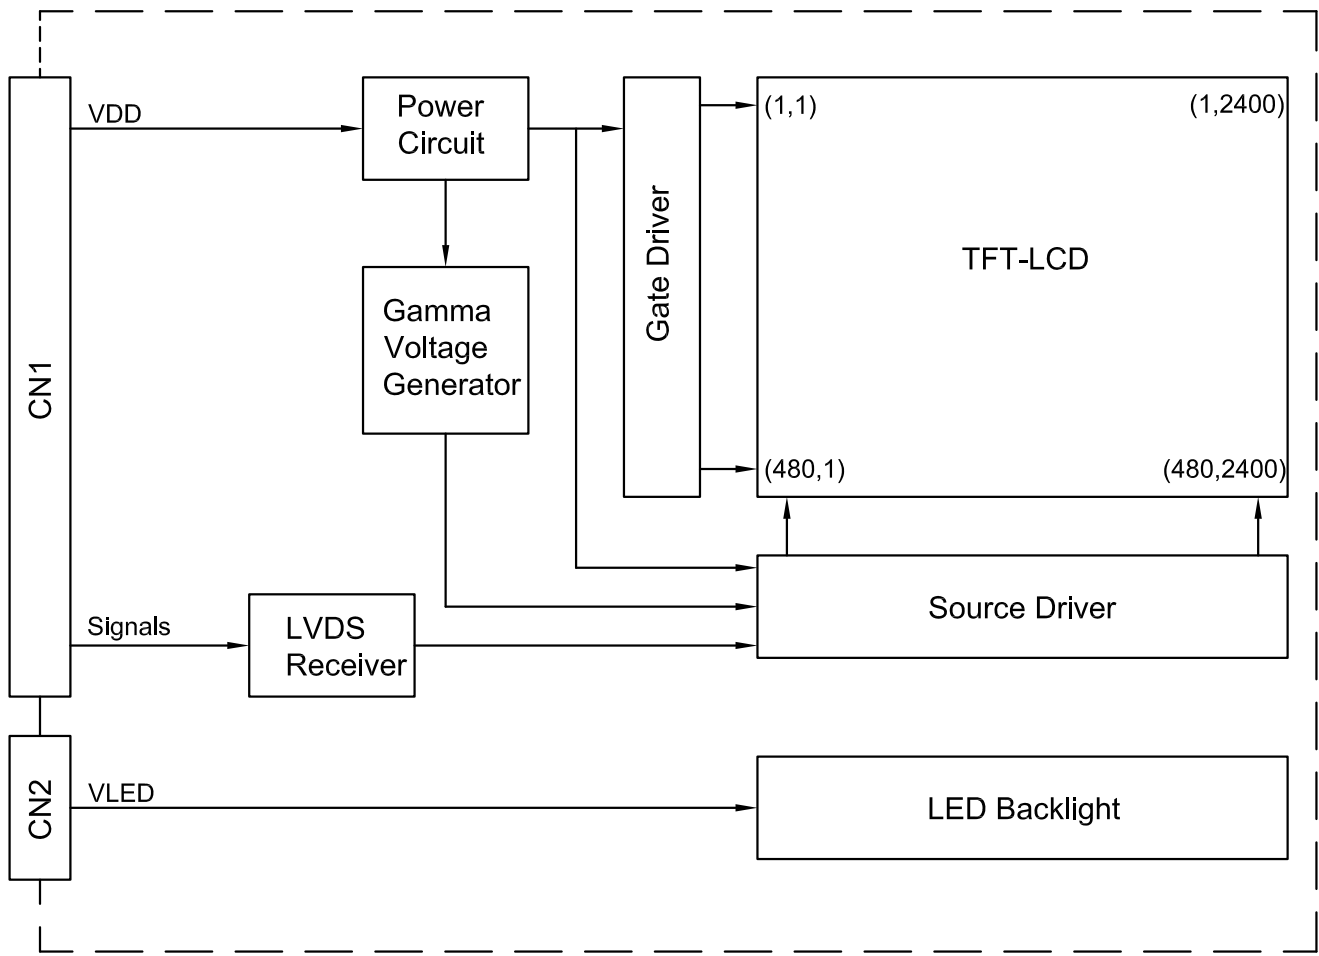 VDD
Power
Circuit
(1,1)
(1,2400)
Gate Driver
TFT-LCD
Gamma
Voltage
Generator
CN1
(480,1)
(480,2400)
Signals
LVDS
Receiver
Source Driver
CN2
VLED
LED Backlight